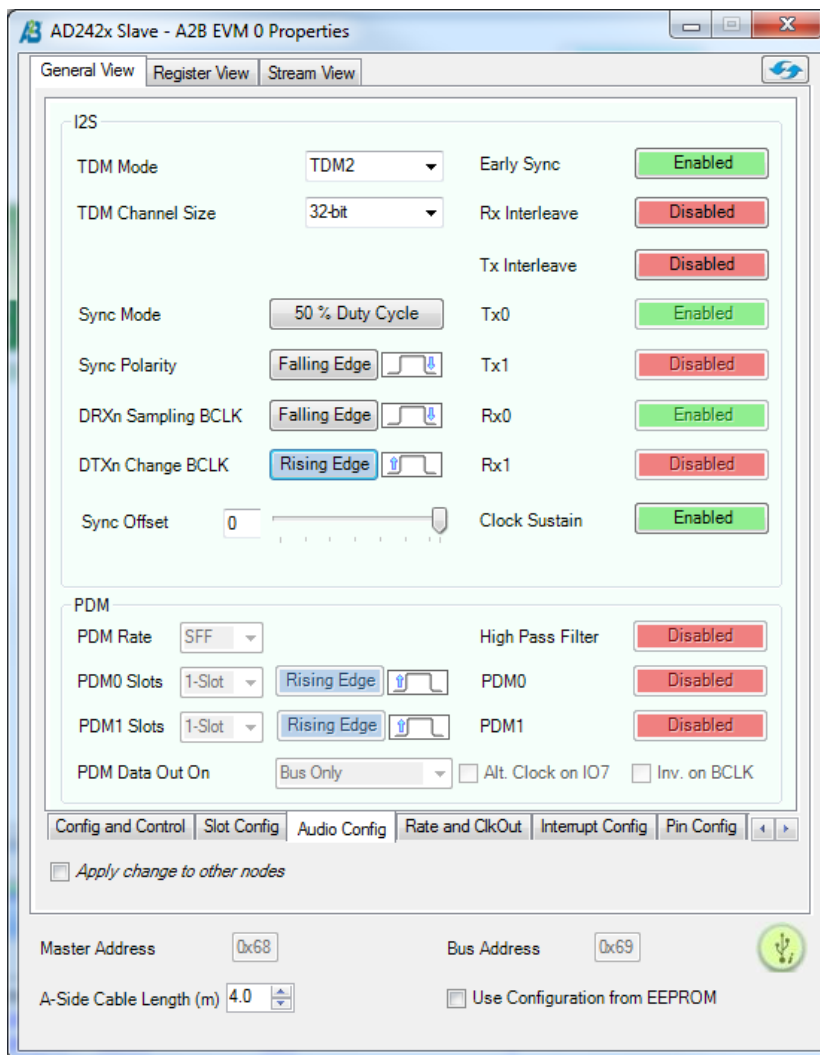 AD242x Slave - A2B EVM 0 Properties
General View Register View Stream View
I2S
TDM Mode TDM2 Early Sync Enabled
TDM Channel Size 32-bit Rx Interleave Disabled
Tx Interleave Disabled
Sync Mode 50 % Duty Cycle Tx0 Enabled
Sync Polarity Falling Edge Tx1 Disabled
DRXn Sampling BCLK Falling Edge Rx0 Enabled
DTXn Change BCLK Rising Edge Rx1 Disabled
Sync Offset 0 Clock Sustain Enabled
PDM
PDM Rate SFF High Pass Filter Disabled
PDM0 Slots 1-Slot Rising Edge PDM0 Disabled
PDM1 Slots 1-Slot Rising Edge PDM1 Disabled
PDM Data Out On Bus Only Alt. Clock on IO7 Inv. on BCLK
Config and Control Slot Config Audio Config Rate and ClkOut Interrupt Config Pin Config
Apply change to other nodes
Master Address 0x68 Bus Address 0x69
A-Side Cable Length (m) 4.0 Use Configuration from EEPROM